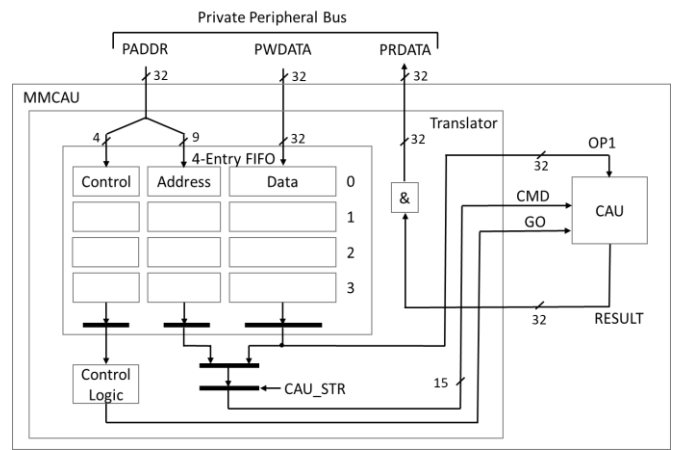 Private Peripheral Bus
PADDR PWDATA PRDATA
32 32 32
MMCAU
Translator
4 9 32 32
4-Entry FIFO
OP1
32
Control Address Data 0
& CMD CAU
1
GO
2
3
32 RESULT
Control
Logic
CAU_STR 15